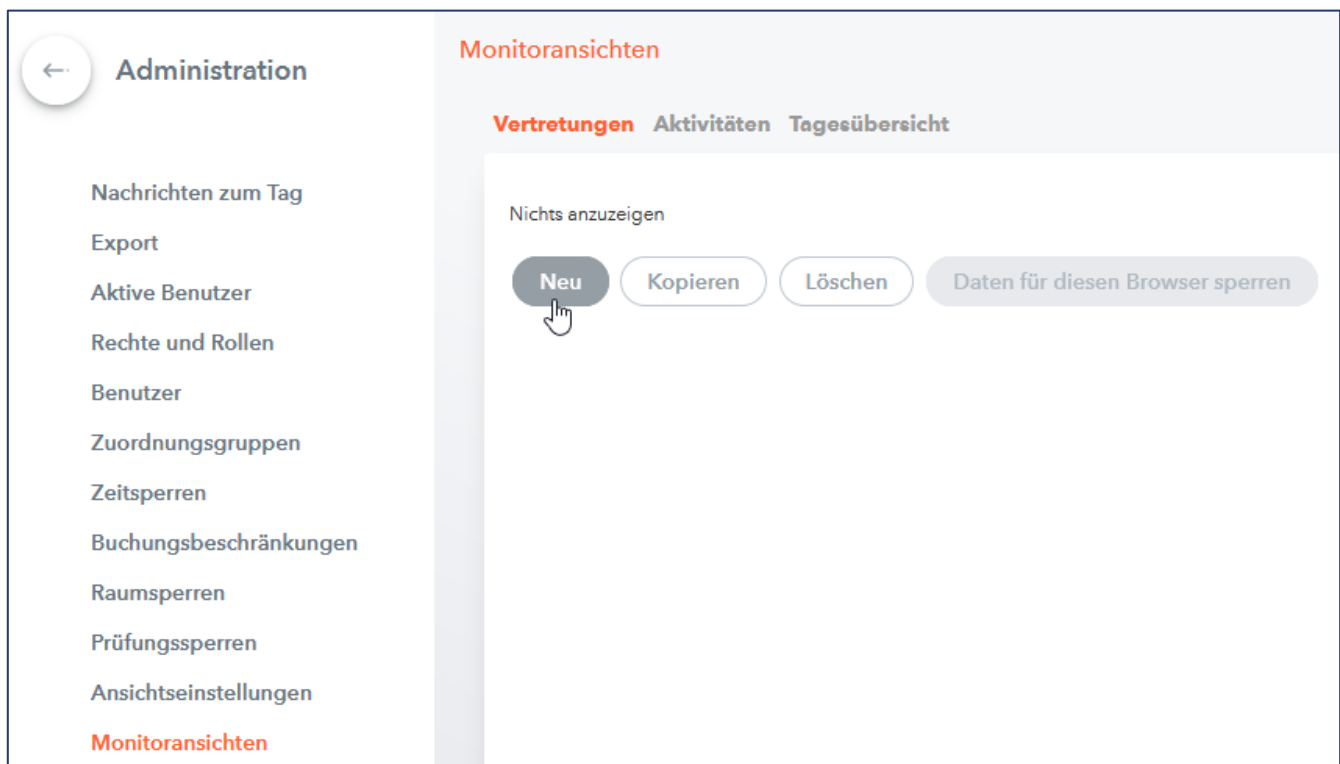 Administration
Nachrichten zum Tag
Export
Aktive Benutzer
Rechte und Rollen
Benutzer
Zuordnungsgruppen
Zeitsperren
Buchungsbeschränkungen
Raumsperren
Prüfungssperren
Ansichtseinstellungen
Monitoransichten
Monitoransichten
Vertretungen Aktivitäten Tagesübersicht
Nichts anzuzeigen
Neu Kopieren Löschen Daten für diesen Browser sperren